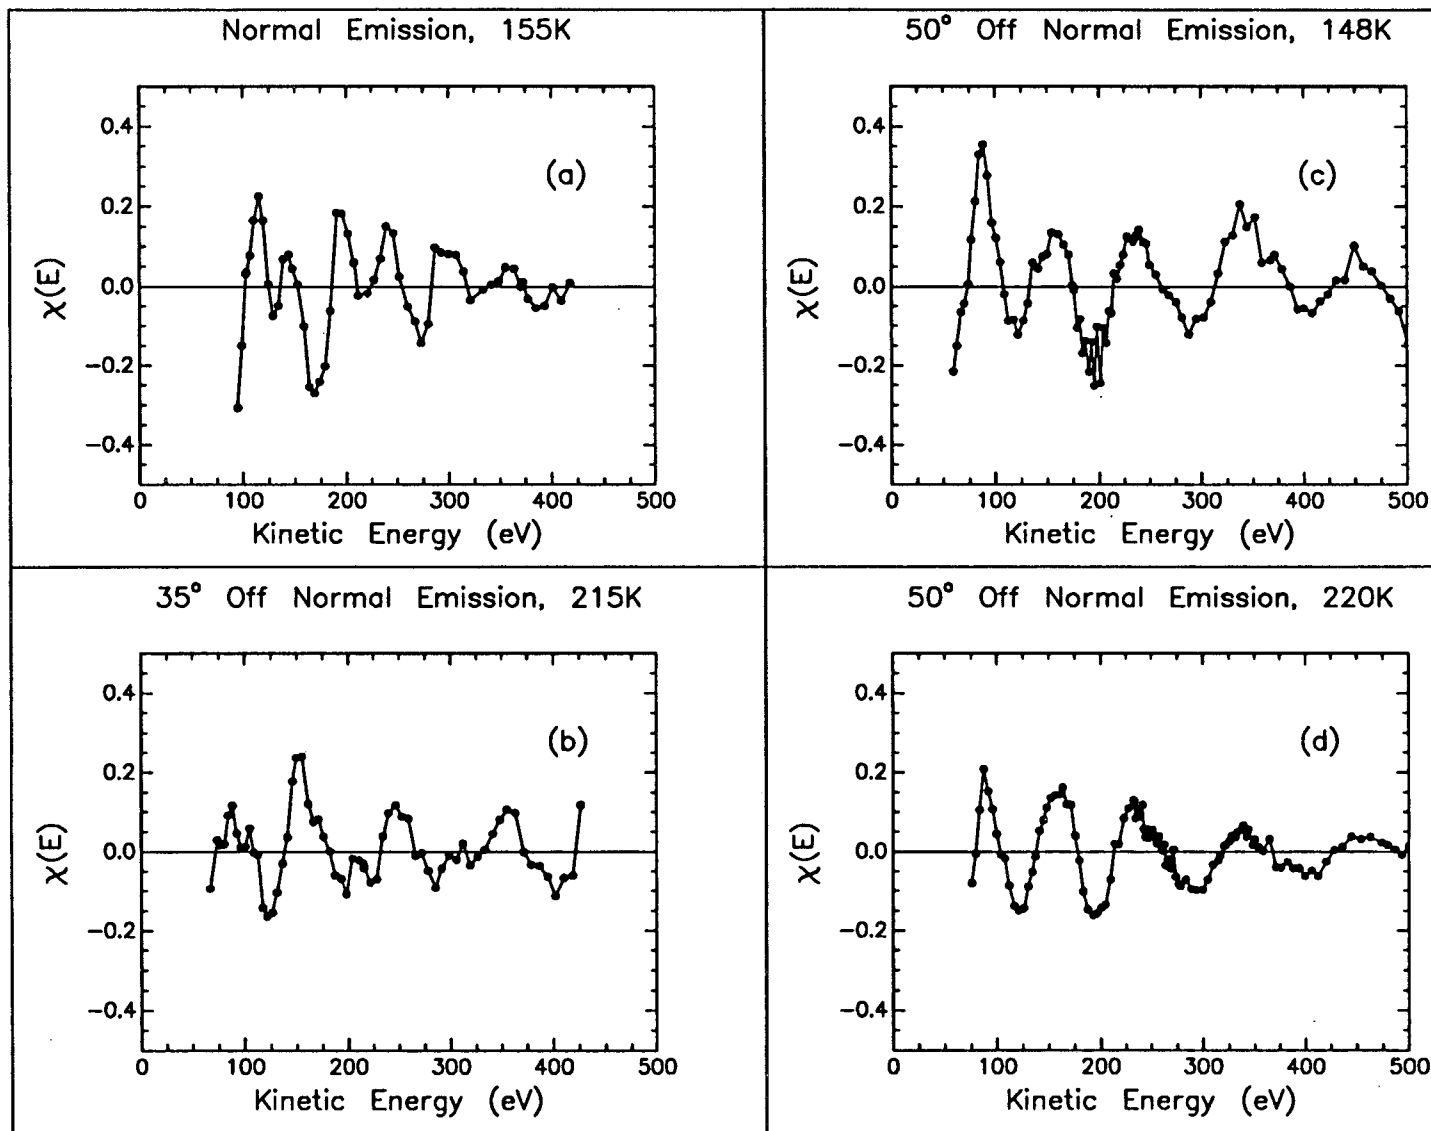 Normal Emission, 155K
0.4
0.2
0.0
−0.2
−0.4
χ(E)
(a)
0 100 200 300 400 500
Kinetic Energy (eV)
50° Off Normal Emission, 148K
0.4
0.2
0.0
−0.2
−0.4
χ(E)
(c)
0 100 200 300 400 500
Kinetic Energy (eV)
35° Off Normal Emission, 215K
0.4
0.2
0.0
−0.2
−0.4
χ(E)
(b)
0 100 200 300 400 500
Kinetic Energy (eV)
50° Off Normal Emission, 220K
0.4
0.2
0.0
−0.2
−0.4
χ(E)
(d)
0 100 200 300 400 500
Kinetic Energy (eV)